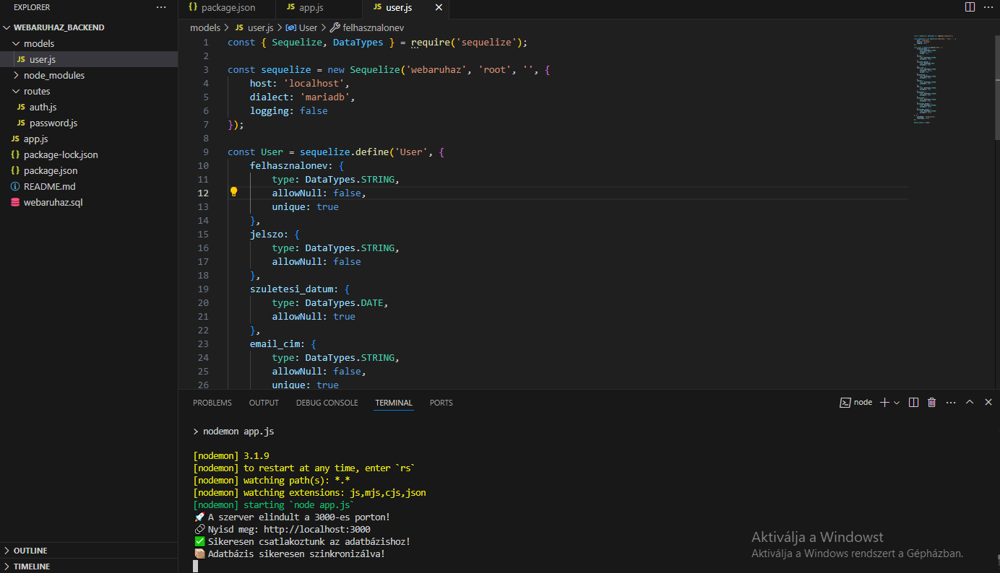 EXPLORER
WEBARUHAZ_BACKEND
models
JS user.js
node_modules
routes
JS auth.js
JS password.js
JS app.js
{} package-lock.json
{} package.json
README.md
webaruhaz.sql
OUTLINE
TIMELINE
{} package.json
JS app.js
JS user.js
models > JS user.js > User > felhasznalonev
1 const { Sequelize, DataTypes } = require('sequelize');
2
3 const sequelize = new Sequelize('webaruhaz', 'root', '', {
4 host: 'localhost',
5 dialect: 'mariadb',
6 logging: false
7 });
8
9 const User = sequelize.define('User', {
10 felhasznalonev: {
11 type: DataTypes.STRING,
12 allowNull: false,
13 unique: true
14 },
15 jelszo: {
16 type: DataTypes.STRING,
17 allowNull: false
18 },
19 szuletesi_datum: {
20 type: DataTypes.DATE,
21 allowNull: true
22 },
23 email_cim: {
24 type: DataTypes.STRING,
25 allowNull: false,
26 unique: true
PROBLEMS OUTPUT DEBUG CONSOLE TERMINAL PORTS
node
> nodemon app.js
[nodemon] 3.1.9
[nodemon] to restart at any time, enter `rs`
[nodemon] watching path(s): *.*
[nodemon] watching extensions: js,mjs,cjs,json
[nodemon] starting `node app.js`
🚀 A szerver elindult a 3000-es porton!
🔗 Nyisd meg: http://localhost:3000
✅ Sikeresen csatlakoztunk az adatbázishoz!
📦 Adatbázis sikeresen szinkronizálva!
Aktiválja a Windowst
Aktiválja a Windows rendszert a Gépházban.